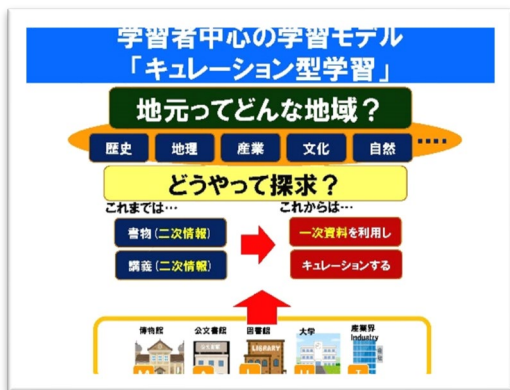 学習者中心の学習モデル
「キュレーション型学習」
地元ってどんな地域？
歴史 地理 産業 文化 自然 ････
どうやって探求？
これまでは… これからは…
書物(二次情報) 一次資料を利用し
講義(二次情報) キュレーションする
博物館 公文書館 図書館 大学 産業界
Industry
LIBRARY